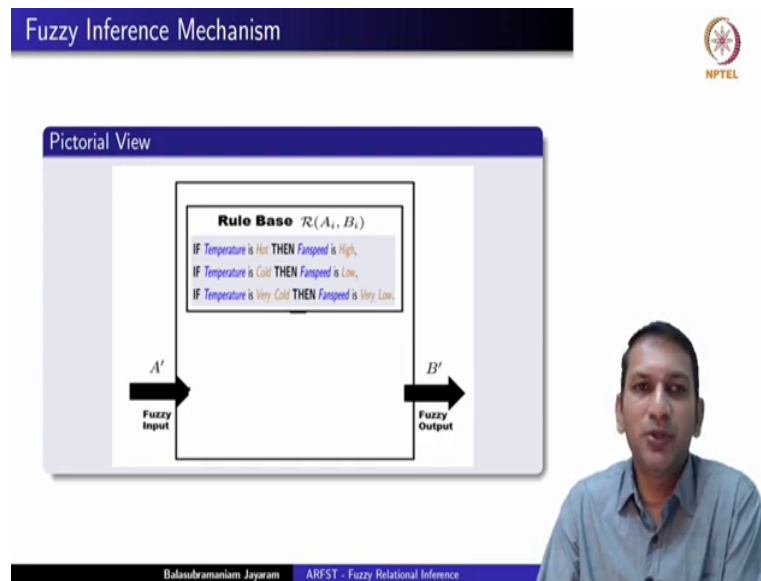 Fuzzy Inference Mechanism
NPTEL
Pictorial View
Rule Base R(Aᵢ, Bᵢ)
IF Temperature is Hot THEN Fanspeed is High,
IF Temperature is Cold THEN Fanspeed is Low,
IF Temperature is Very Cold THEN Fanspeed is Very Low.
A′
B′
Fuzzy
Input
Fuzzy
Output
Balasubramaniam Jayaram ARFST - Fuzzy Relational Inference